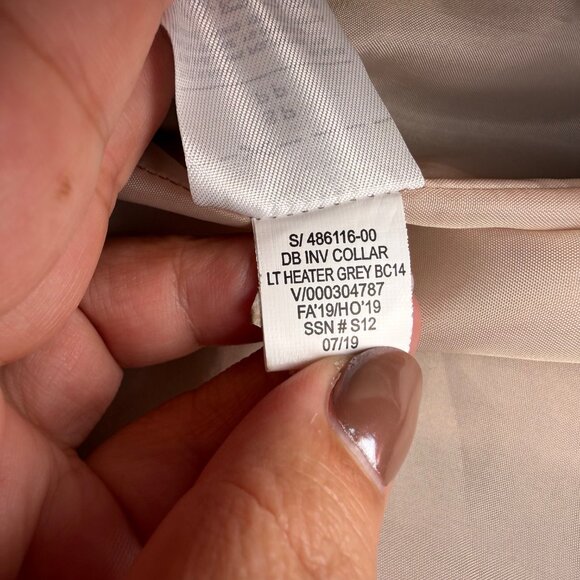 S/ 486116-00
DB INV COLLAR
LT HEATER GREY BC14
V/000304787
FA'19/HO'19
SSN # S12
07/19